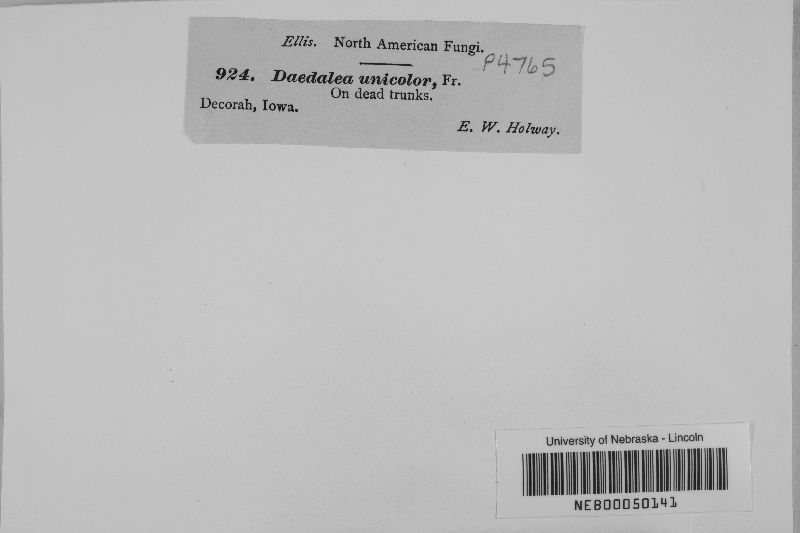 Ellis. North American Fungi.
P4765
924. Daedalea unicolor, Fr.
On dead trunks.
Decorah, Iowa.
E. W. Holway.
University of Nebraska - Lincoln
NEB00050141